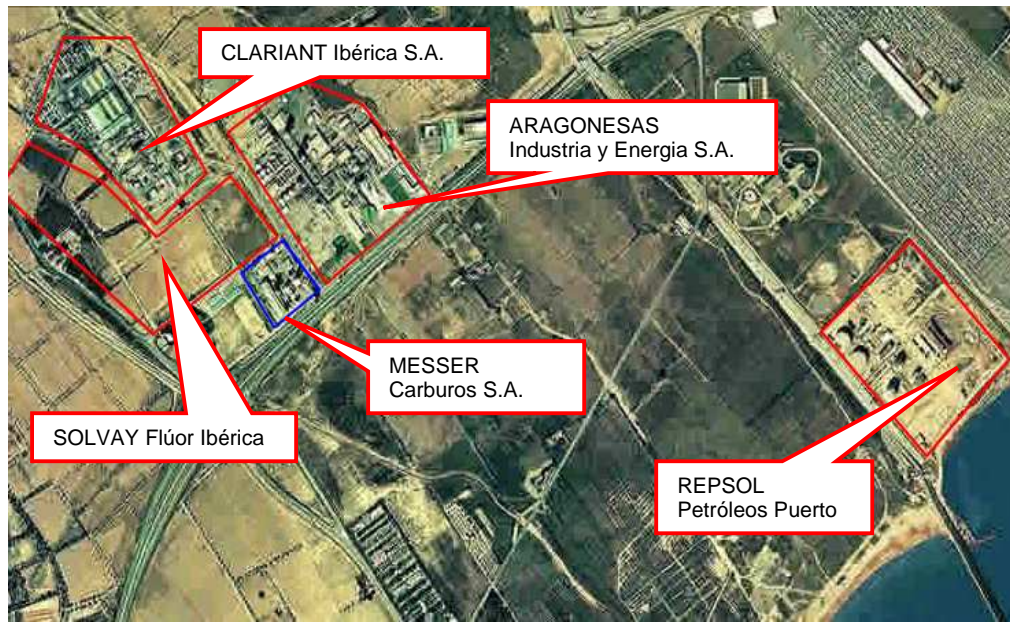 CLARIANT Ibérica S.A.
ARAGONESAS
Industria y Energia S.A.
MESSER
Carburos S.A.
SOLVAY Flúor Ibérica
REPSOL
Petróleos Puerto